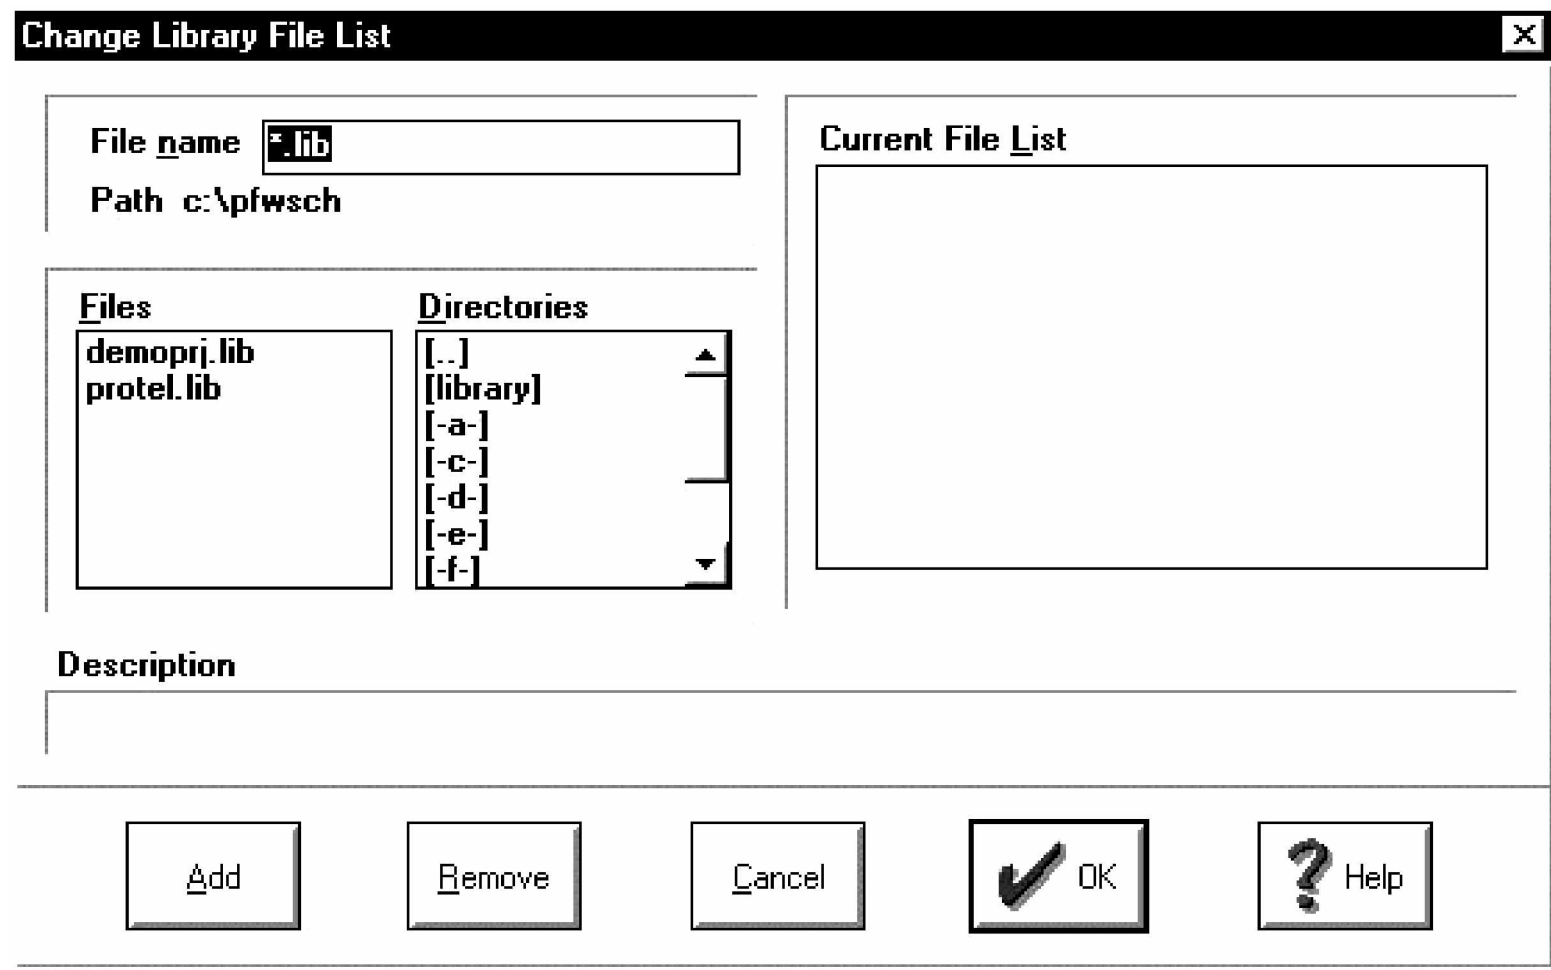 Change Library File List
File name *.lib
Path c:\pfwsch
Files
demoprj.lib
protel.lib
Directories
[..]
[library]
[-a-]
[-c-]
[-d-]
[-e-]
[-f-]
Current File List
Description
Add
Remove
Cancel
OK
Help